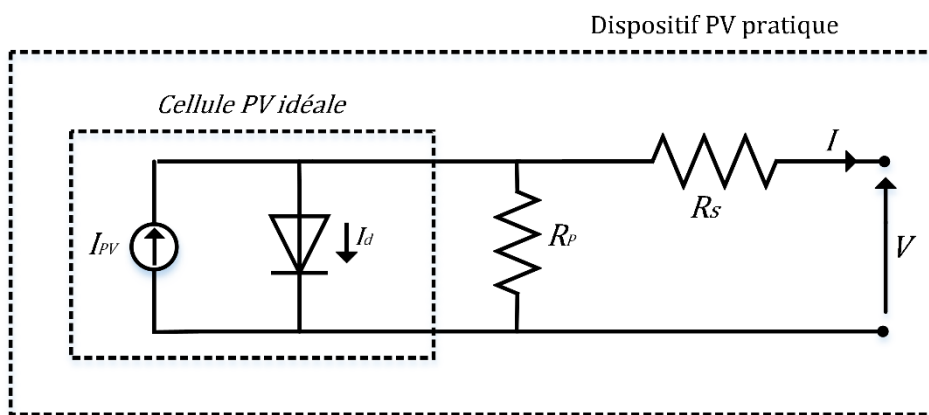 Dispositif PV pratique
Cellule PV idéale
I
Rs
IPV
Id
RP
V